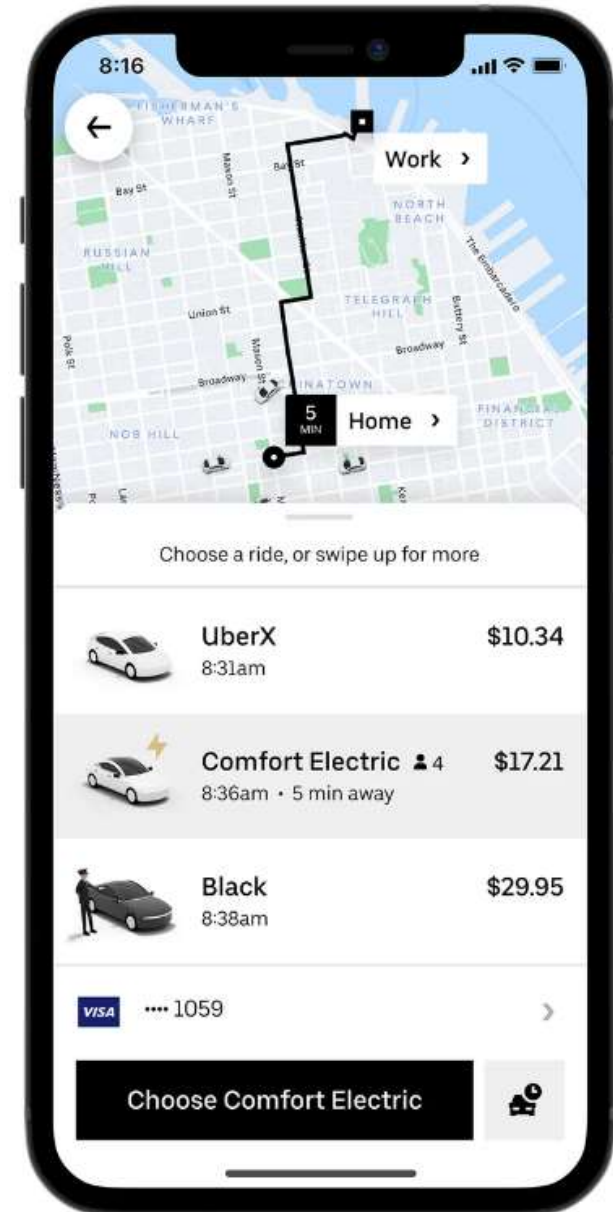 8:16
FISHERMAN'S
WHARF
Work ›
Bay St
Bay St
Mason St
NORTH
BEACH
RUSSIAN
HILL
The Embarcadero
TELEGRAPH
HILL
Union St
Battery St
Polk St
Mason St
Broadway
Broadway
CHINATOWN
5
MIN
Home ›
FINANCIAL
DISTRICT
NOB HILL
Choose a ride, or swipe up for more
UberX
$10.34
8:31am
Comfort Electric 4
$17.21
8:36am • 5 min away
Black
$29.95
8:38am
VISA •••• 1059 ›
Choose Comfort Electric